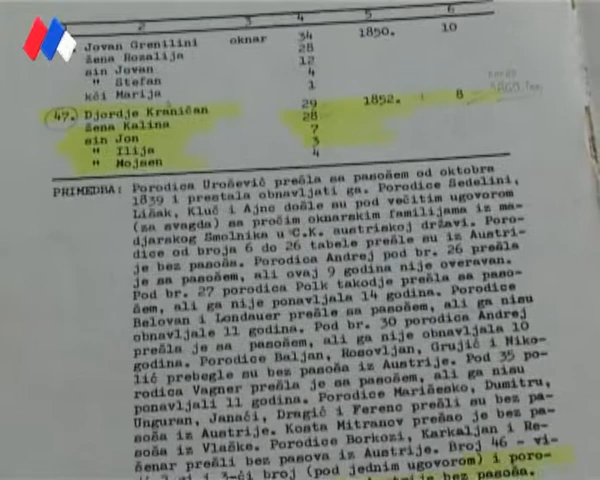 2 3 4 5 6
Jovan Grenilini oknar 34 1850. 10
žena Rozalija 28
sin Jovan 12
" Stefan 4
kći Marija 1
47. Djordje Kraničan 29 1852. 8
žena Kalina 28
sin Jon 7
" Ilija 3
" Mojsen 4
PRIMEDBA: Porodica Urošević prešla sa pasošem od oktobra
1839 i prestala obnavljati ga. Porodice Sedelini,
Lišak, Kluč i Ajnc došle su pod večitim ugovorom
(za svagda) sa pročim oknarskim familijama iz ma-
djarskog Smolnika u C.K. austriskoj državi. Poro-
dice od broja 6 do 26 tabele prešle su iz Austri-
je bez pasoša. Porodica Andrej pod br. 26 prešla
je sa pasošem, ali ovaj 9 godina nije overavan.
Pod br. 27 porodica Polk takodje prešla sa paso-
šem, ali ga nije ponavljala 14 godina. Porodice
Belovan i Londauer prešle sa pasošem, ali ga nisu
obnavljale 11 godina. Pod br. 30 porodica Andrej
prešla je sa pasošem, ali ga nije obnavljala 10
godina. Porodice Baljan, Rosovljan, Grujić i Niko-
lić prebegle su bez pasoša iz Austrije. Pod 35 po-
rodica Vagner prešla je sa pasošem, ali ga nisu
ponavljali 11 godina. Porodice Marišesko, Dumitru,
Unguran, Janaći, Dragić i Ferenc prešli su bez pa-
soša iz Austrije. Kosta Mitranov prešao je bez pa-
soša iz Vlaške. Porodice Borkozi, Karkaljan i Re-
šenar prešli bez pasova iz Austrije. Broj 46 - vi-
i 3-ći broj (pod jednim ugovorom) i poro-
bez pasoša.